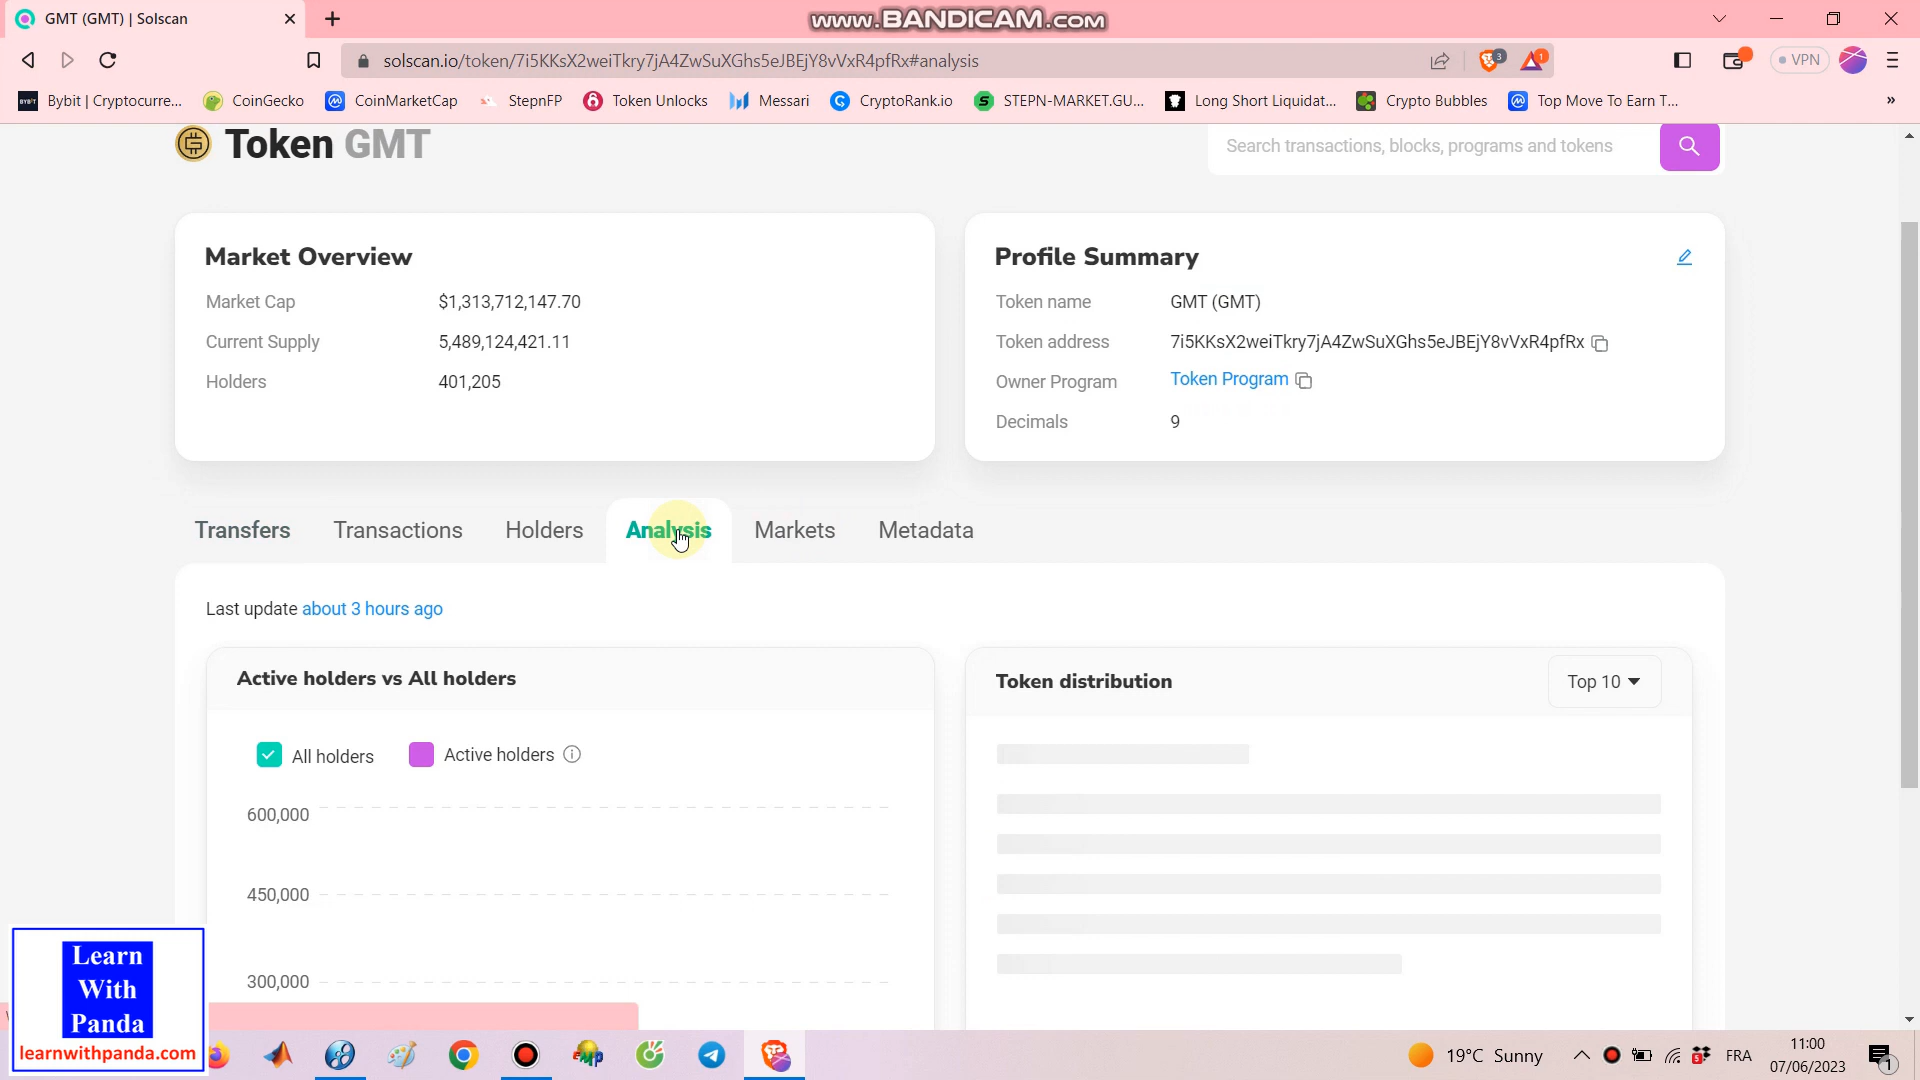 GMT (GMT) | Solscan
www.BANDICAM.com
solscan.io/token/7i5KKsX2weiTkry7jA4ZwSuXGhs5eJBEjY8vVxR4pfRx#analysis
3
1
VPN
BYBIT Bybit | Cryptocurre...
CoinGecko
CoinMarketCap
StepnFP
Token Unlocks
Messari
CryptoRank.io
STEPN-MARKET.GU...
Long Short Liquidat...
Crypto Bubbles
Top Move To Earn T...
»
Token GMT
Search transactions, blocks, programs and tokens
Market Overview
Market Cap $1,313,712,147.70
Current Supply 5,489,124,421.11
Holders 401,205
Profile Summary
Token name GMT (GMT)
Token address 7i5KKsX2weiTkry7jA4ZwSuXGhs5eJBEjY8vVxR4pfRx
Owner Program Token Program
Decimals 9
Transfers Transactions Holders Analysis Markets Metadata
Last update about 3 hours ago
Active holders vs All holders
All holders Active holders
600,000
450,000
300,000
Token distribution
Top 10
Learn
With
Panda
learnwithpanda.com
19°C Sunny
5
FRA
11:00
07/06/2023
1